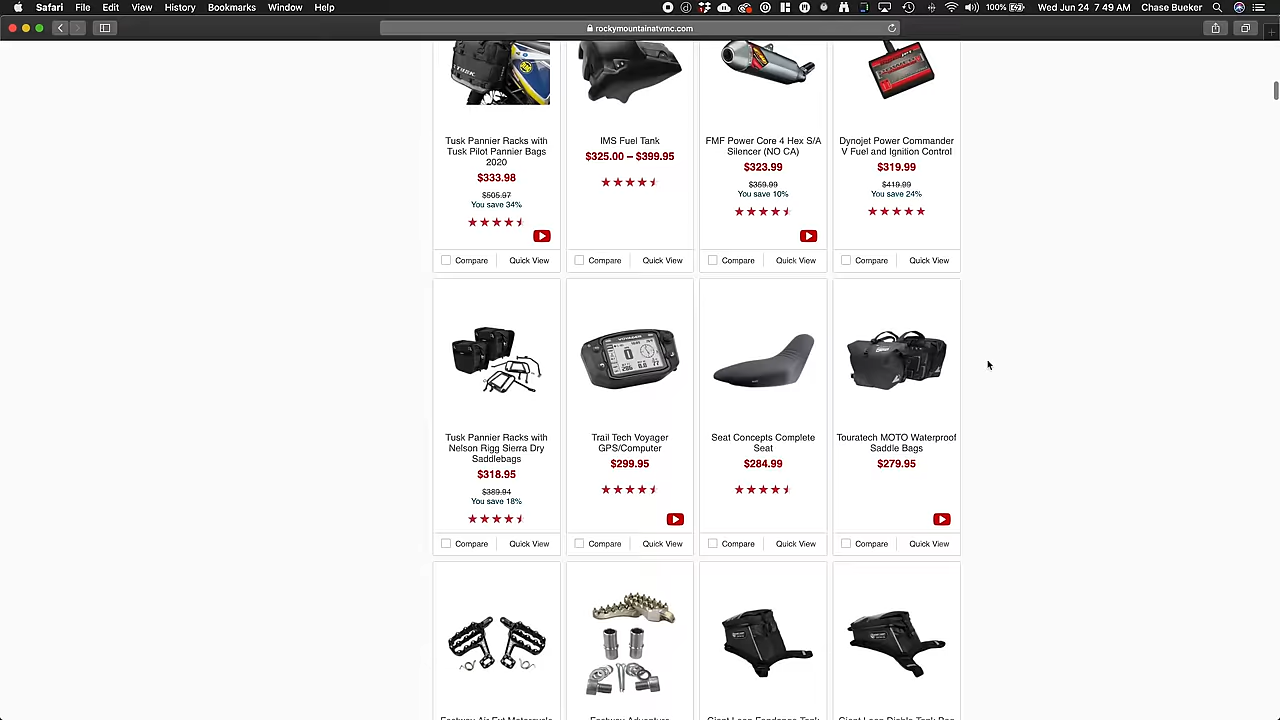 Safari File Edit View History Bookmarks Window Help
100% Wed Jun 24 7:49 AM Chase Bueker
rockymountainatvmc.com
TUSK
Tusk Pannier Racks with
Tusk Pilot Pannier Bags
2020
$333.98
$505.97
You save 34%
Compare Quick View
IMS Fuel Tank
$325.00 – $399.95
Compare Quick View
FMF Power Core 4 Hex S/A
Silencer (NO CA)
$323.99
$359.99
You save 10%
Compare Quick View
Dynojet Power Commander
V Fuel and Ignition Control
$319.99
$419.99
You save 24%
Compare Quick View
Tusk Pannier Racks with
Nelson Rigg Sierra Dry
Saddlebags
$318.95
$389.94
You save 18%
Compare Quick View
VOYAGER
Trail Tech Voyager
GPS/Computer
$299.95
Compare Quick View
Seat Concepts Complete
Seat
$284.99
Compare Quick View
Touratech MOTO Waterproof
Saddle Bags
$279.95
Compare Quick View